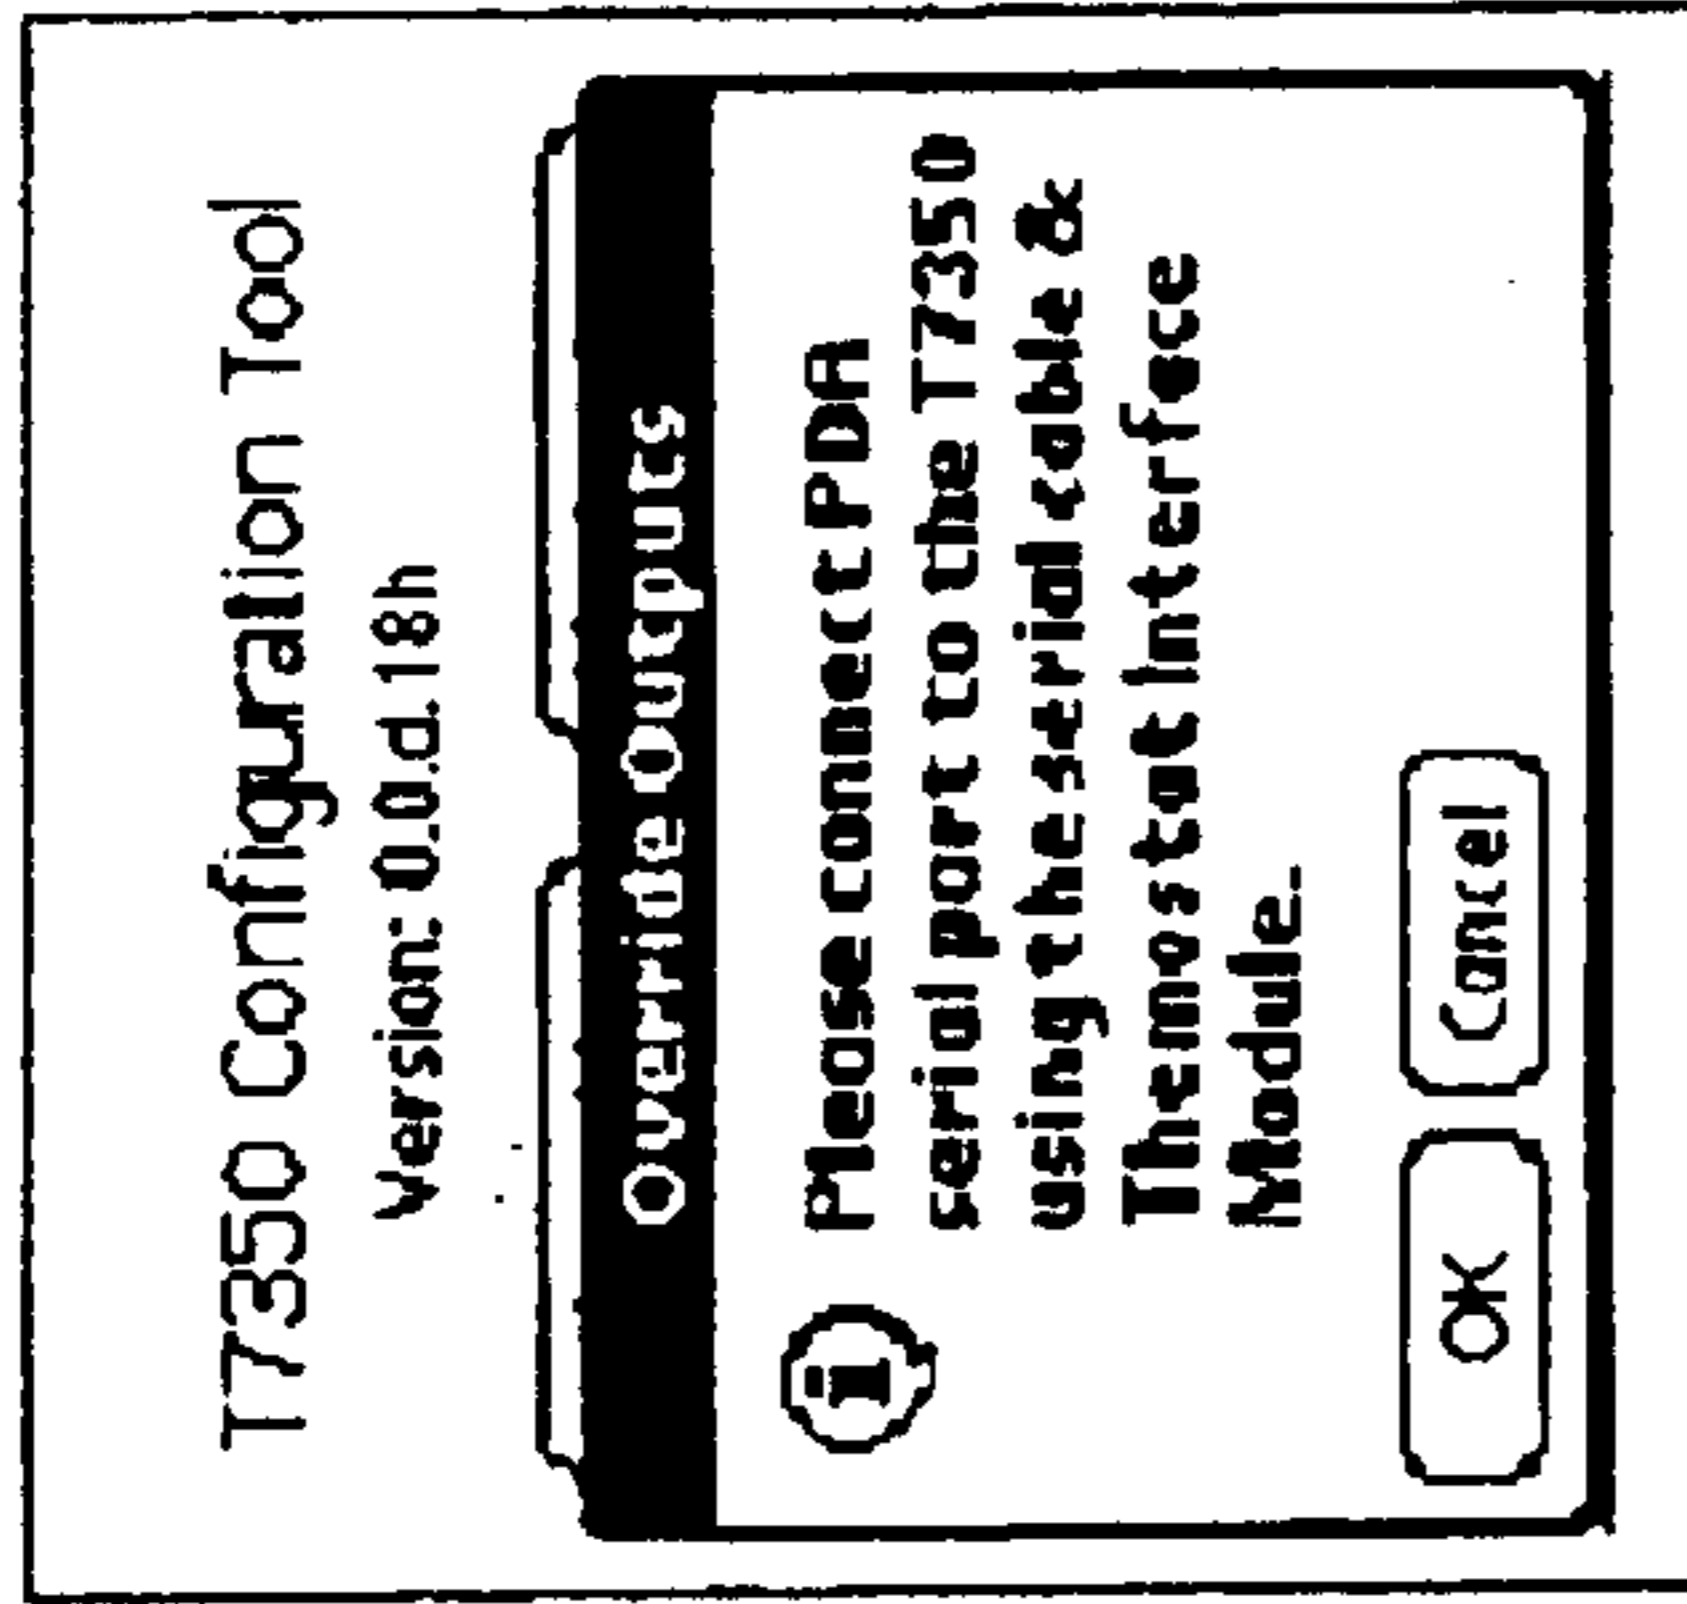 T7350 Configuration Tool
Version: 0.0.d.18h
Override Outputs
i
Please connect PDA
serial port to the T7350
using the serial cable &
Themostat Interface
Module.
OK Cancel